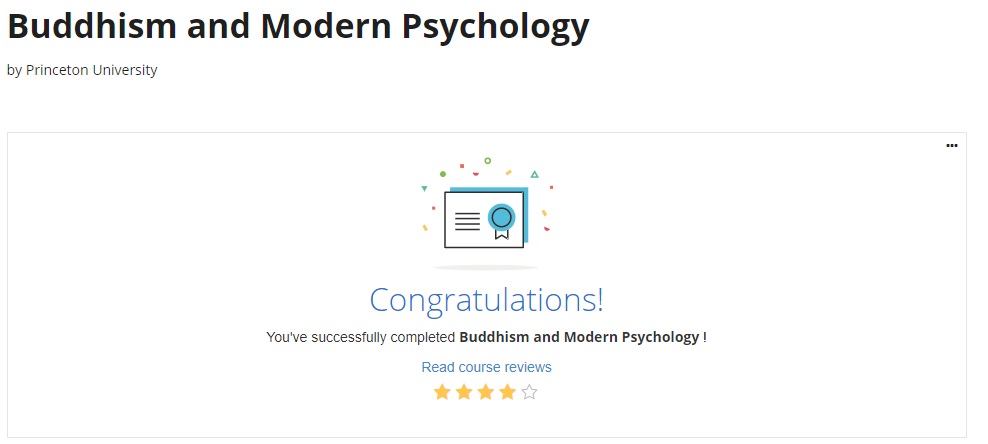 Buddhism and Modern Psychology
by Princeton University
...
Congratulations!
You've successfully completed Buddhism and Modern Psychology !
Read course reviews